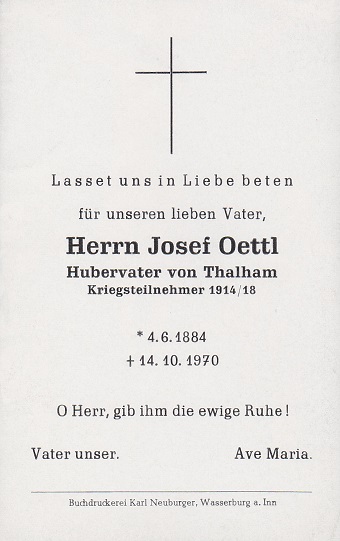 Lasset uns in Liebe beten
für unseren lieben Vater,
Herrn Josef Oettl
Hubervater von Thalham
Kriegsteilnehmer 1914/18
* 4.6.1884
† 14.10.1970
O Herr, gib ihm die ewige Ruhe!
Vater unser. Ave Maria.
Buchdruckerei Karl Neuburger, Wasserburg a. Inn